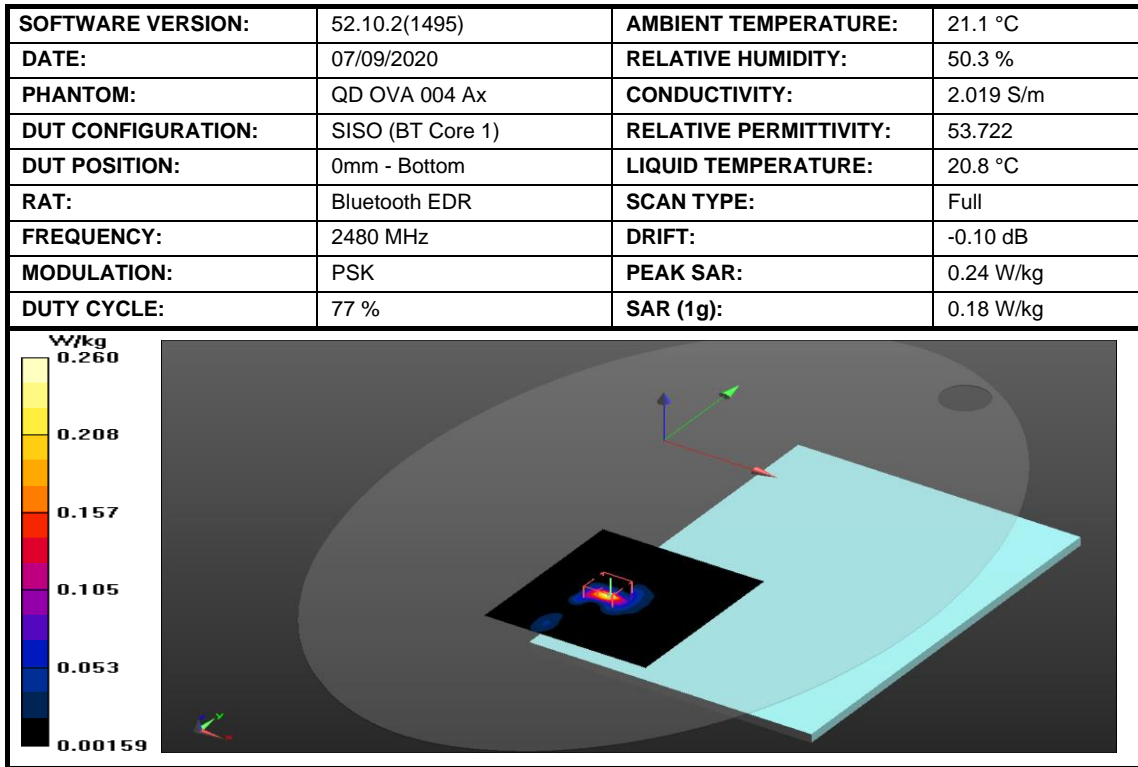 SOFTWARE VERSION: 52.10.2(1495) AMBIENT TEMPERATURE: 21.1 °C
DATE: 07/09/2020 RELATIVE HUMIDITY: 50.3 %
PHANTOM: QD OVA 004 Ax CONDUCTIVITY: 2.019 S/m
DUT CONFIGURATION: SISO (BT Core 1) RELATIVE PERMITTIVITY: 53.722
DUT POSITION: 0mm - Bottom LIQUID TEMPERATURE: 20.8 °C
RAT: Bluetooth EDR SCAN TYPE: Full
FREQUENCY: 2480 MHz DRIFT: -0.10 dB
MODULATION: PSK PEAK SAR: 0.24 W/kg
DUTY CYCLE: 77 % SAR (1g): 0.18 W/kg
W/kg
0.260
0.208
0.157
0.105
0.053
0.00159